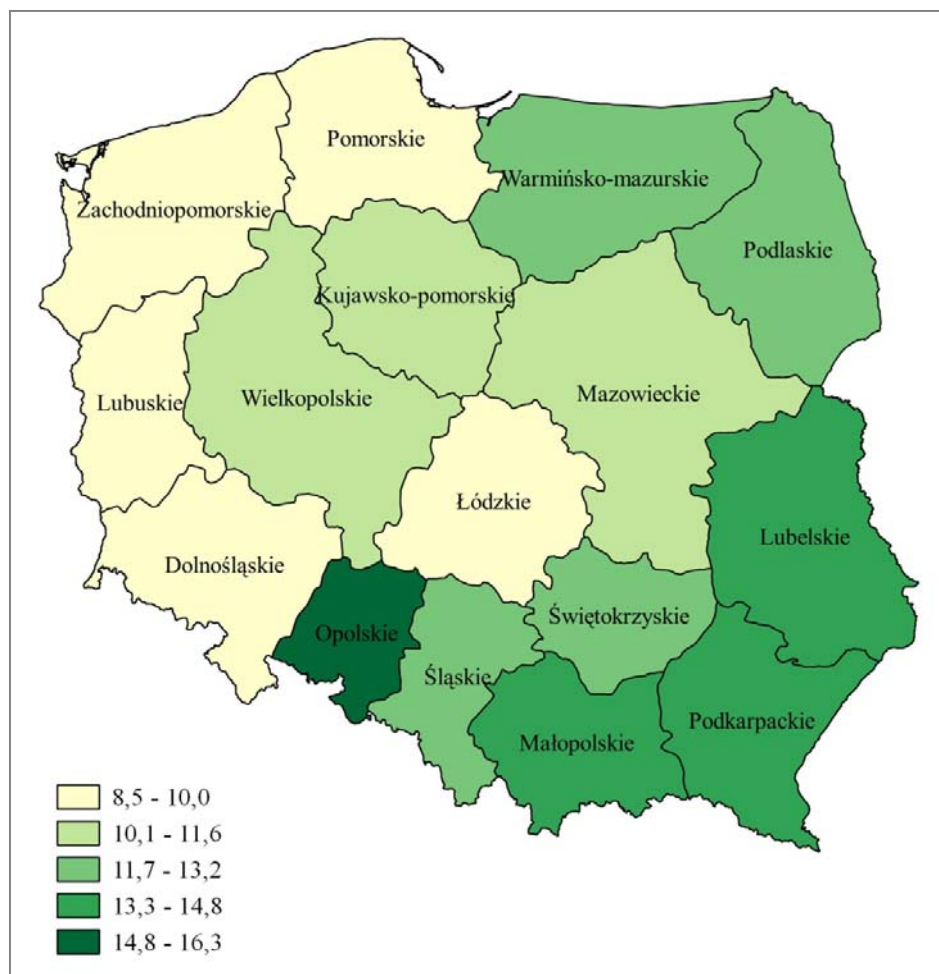 Pomorskie
Warmińsko-mazurskie
Zachodniopomorskie
Podlaskie
Kujawsko-pomorskie
Mazowieckie
Wielkopolskie
Lubuskie
Łódzkie
Lubelskie
Dolnośląskie
Świętokrzyskie
Opolskie
Śląskie
Podkarpackie
Małopolskie
8,5 - 10,0
10,1 - 11,6
11,7 - 13,2
13,3 - 14,8
14,8 - 16,3